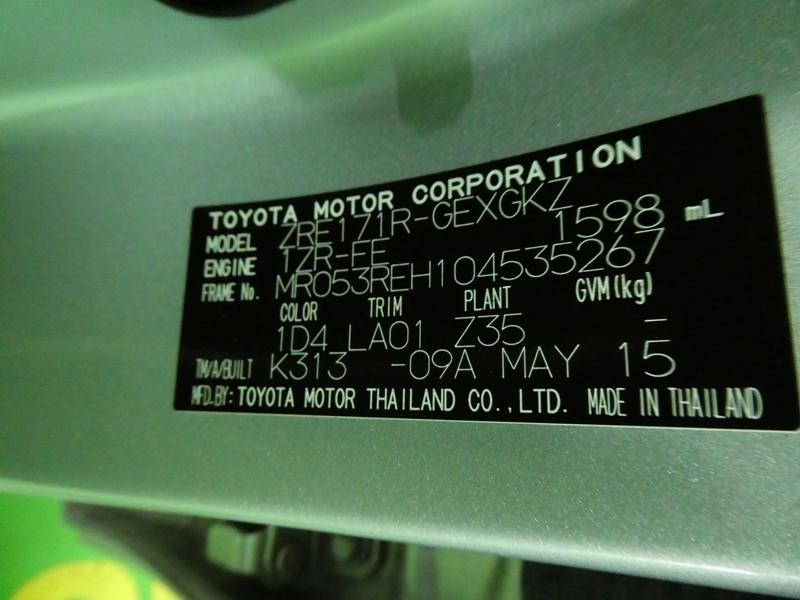 TOYOTA MOTOR CORPORATION
MODEL ZRE171R-GEXGKZ
ENGINE 1ZR-FE 1598 mL
FRAME No. MR053REH104535267
COLOR TRIM PLANT GVM(kg)
1D4 LA01 Z35 -
TM/A/BUILT K313 -09A MAY 15
MFD.BY:TOYOTA MOTOR THAILAND CO.,LTD. MADE IN THAILAND